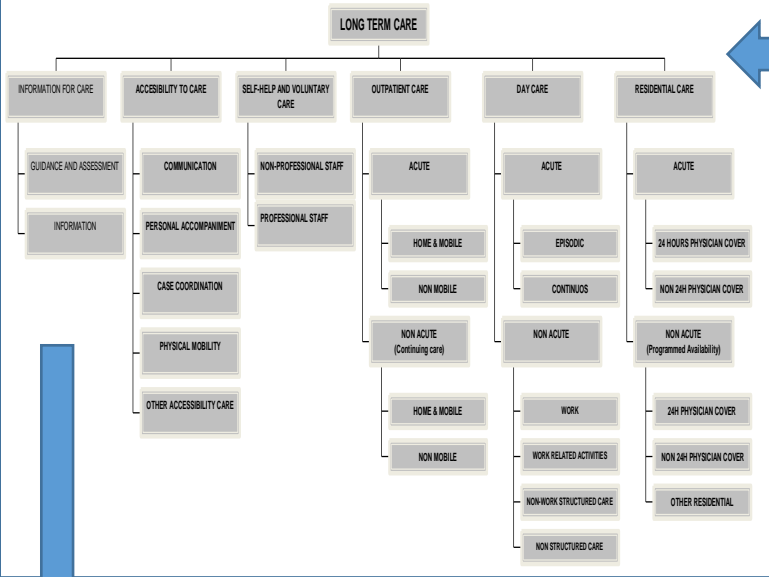 LONG TERM CARE
INFORMATION FOR CARE
ACCESIBILITY TO CARE
SELF-HELP AND VOLUNTARY
CARE
OUTPATIENT CARE
DAY CARE
RESIDENTIAL CARE
GUIDANCE AND ASSESSMENT
INFORMATION
COMMUNICATION
PERSONAL ACCOMPANIMENT
CASE COORDINATION
PHYSICAL MOBILITY
OTHER ACCESSIBILITY CARE
NON-PROFESSIONAL STAFF
PROFESSIONAL STAFF
ACUTE
HOME & MOBILE
NON MOBILE
NON ACUTE
(Continuing care)
HOME & MOBILE
NON MOBILE
ACUTE
EPISODIC
CONTINUOS
NON ACUTE
WORK
WORK RELATED ACTIVITIES
NON-WORK STRUCTURED CARE
NON STRUCTURED CARE
ACUTE
24 HOURS PHYSICIAN COVER
NON 24H PHYSICIAN COVER
NON ACUTE
(Programmed Availability)
24H PHYSICIAN COVER
NON 24H PHYSICIAN COVER
OTHER RESIDENTIAL